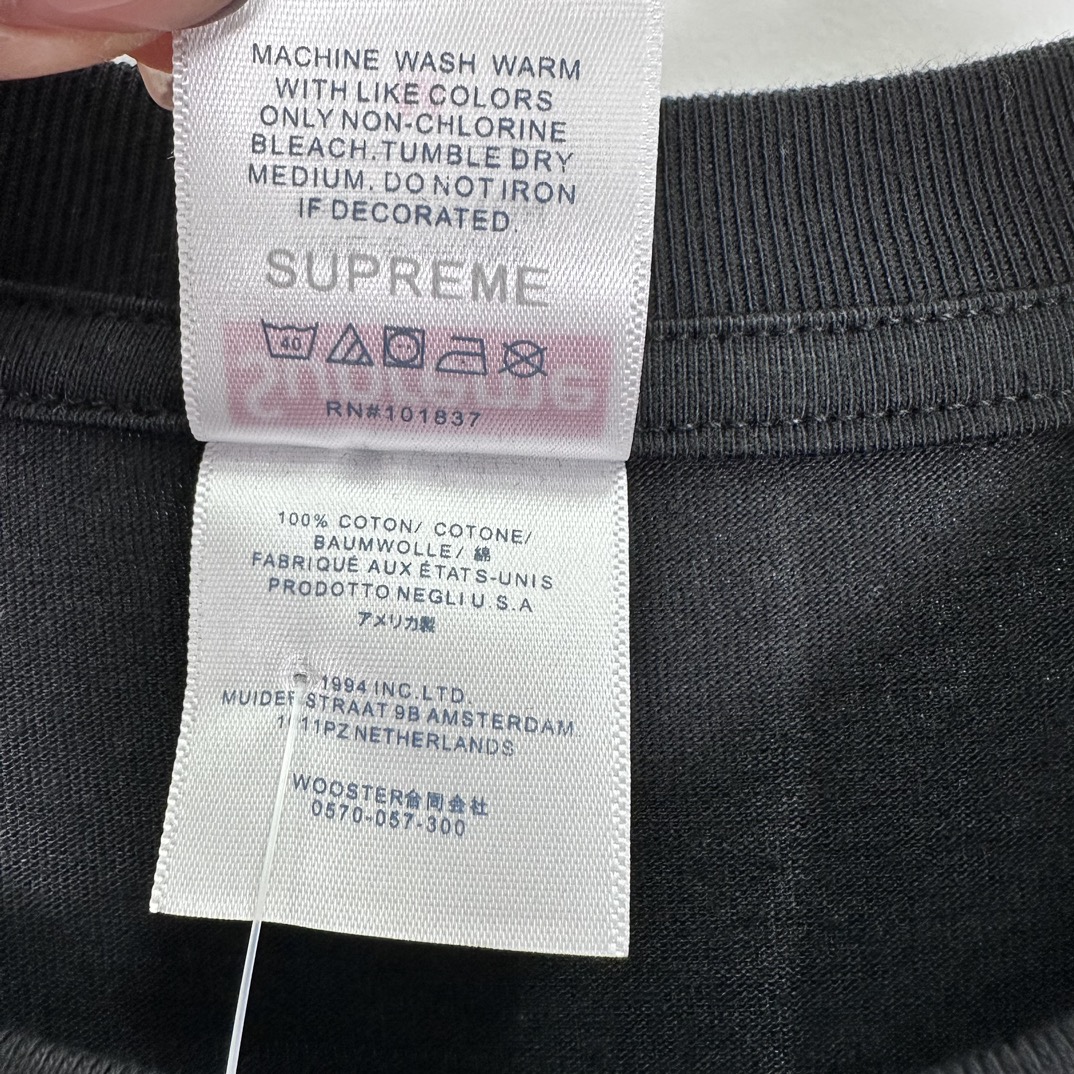 MACHINE WASH WARM
WITH LIKE COLORS
ONLY NON-CHLORINE
BLEACH.TUMBLE DRY
MEDIUM. DO NOT IRON
IF DECORATED
SUPREME
40
RN#101837
100% COTON/ COTONE/
BAUMWOLLE/ 綿
FABRIQUÉ AUX ÉTATS-UNIS
PRODOTTO NEGLI U.S.A
アメリカ製
1994 INC.LTD
MUIDERSTRAAT 9B AMSTERDAM
1011PZ NETHERLANDS
WOOSTER合同会社
0570-057-300